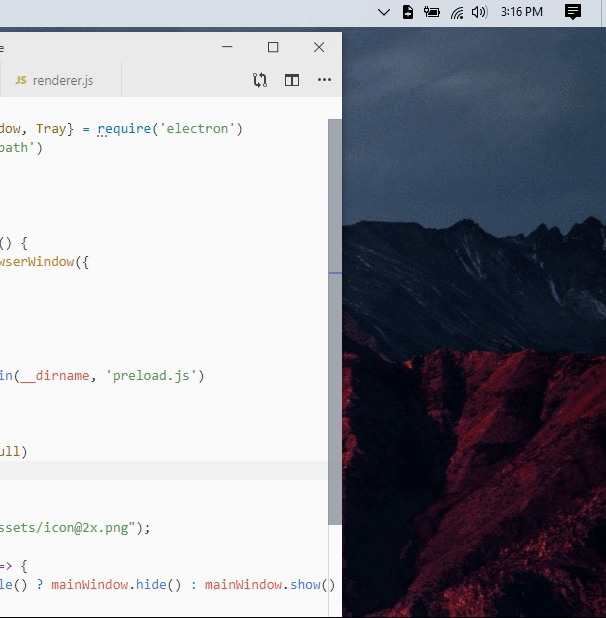 3:16 PM
e
JS renderer.js
dow, Tray} = require('electron')
path')
() {
wserWindow({
in(__dirname, 'preload.js')
ull)
ssets/icon@2x.png");
=> {
le() ? mainWindow.hide() : mainWindow.show()